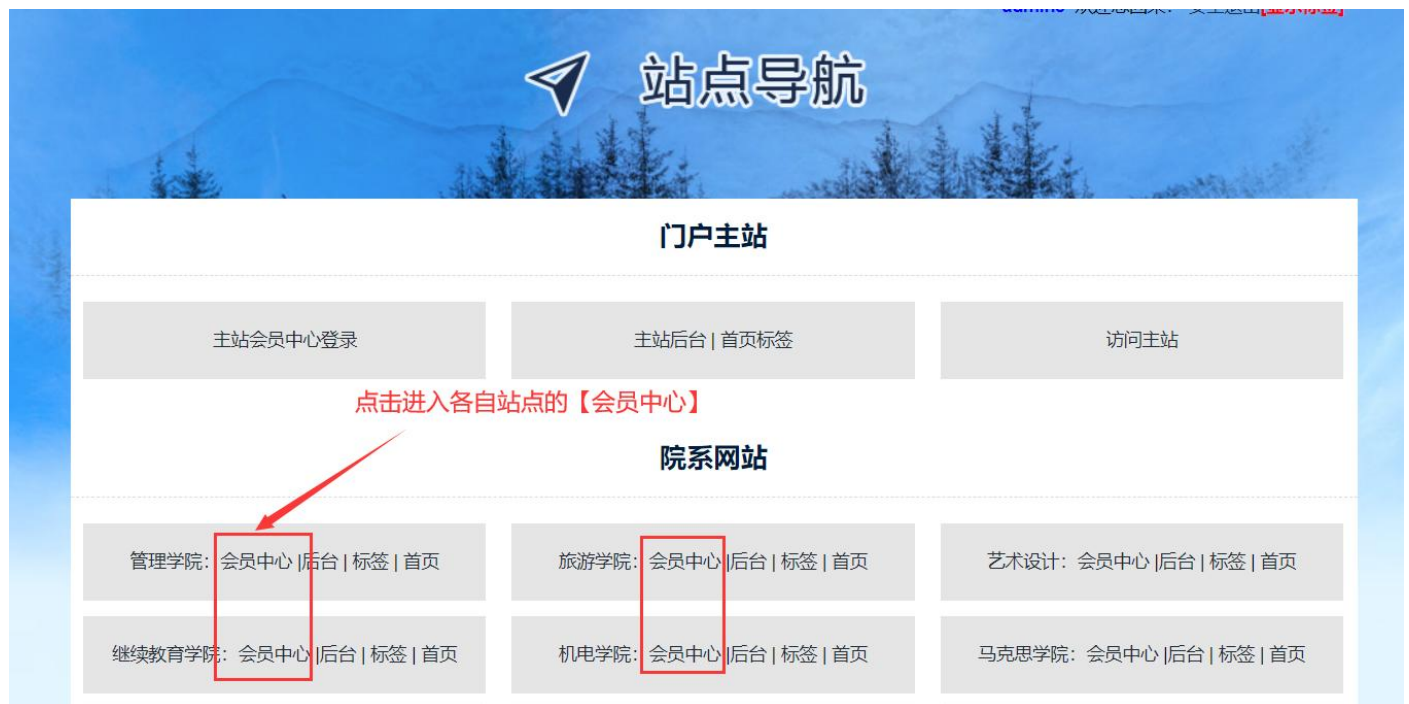 站点导航
门户主站
主站会员中心登录
主站后台 | 首页标签
访问主站
点击进入各自站点的【会员中心】
院系网站
管理学院：会员中心 |后台 | 标签 | 首页
旅游学院：会员中心 |后台 | 标签 | 首页
艺术设计：会员中心 |后台 | 标签 | 首页
继续教育学院：会员中心 |后台 | 标签 | 首页
机电学院：会员中心 |后台 | 标签 | 首页
马克思学院：会员中心 |后台 | 标签 | 首页